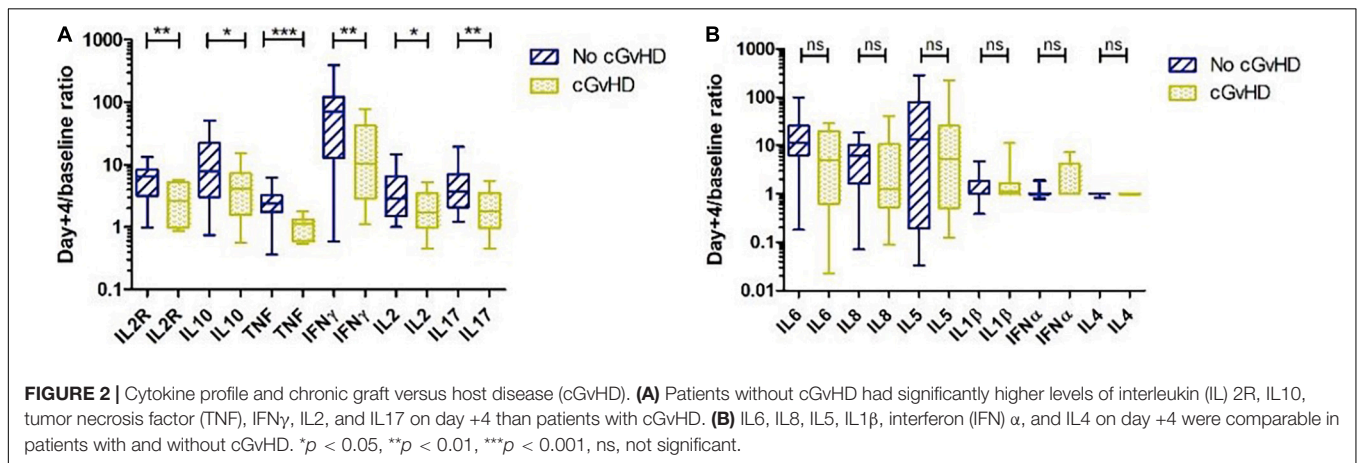 A
** * *** ** * **
1000
100
10
1
0.1
Day+4/baseline ratio
IL2R IL2R IL10 IL10 TNF TNF IFNγ IFNγ IL2 IL2 IL17 IL17
No cGvHD
cGvHD
B
ns ns ns ns ns ns
1000
100
10
1
0.1
0.01
Day+4/baseline ratio
IL6 IL6 IL8 IL8 IL5 IL5 IL1β IL1β IFNα IFNα IL4 IL4
No cGvHD
cGvHD
FIGURE 2 | Cytokine profile and chronic graft versus host disease (cGvHD). (A) Patients without cGvHD had significantly higher levels of interleukin (IL) 2R, IL10,
tumor necrosis factor (TNF), IFNγ, IL2, and IL17 on day +4 than patients with cGvHD. (B) IL6, IL8, IL5, IL1β, interferon (IFN) α, and IL4 on day +4 were comparable in
patients with and without cGvHD. *p < 0.05, **p < 0.01, ***p < 0.001, ns, not significant.